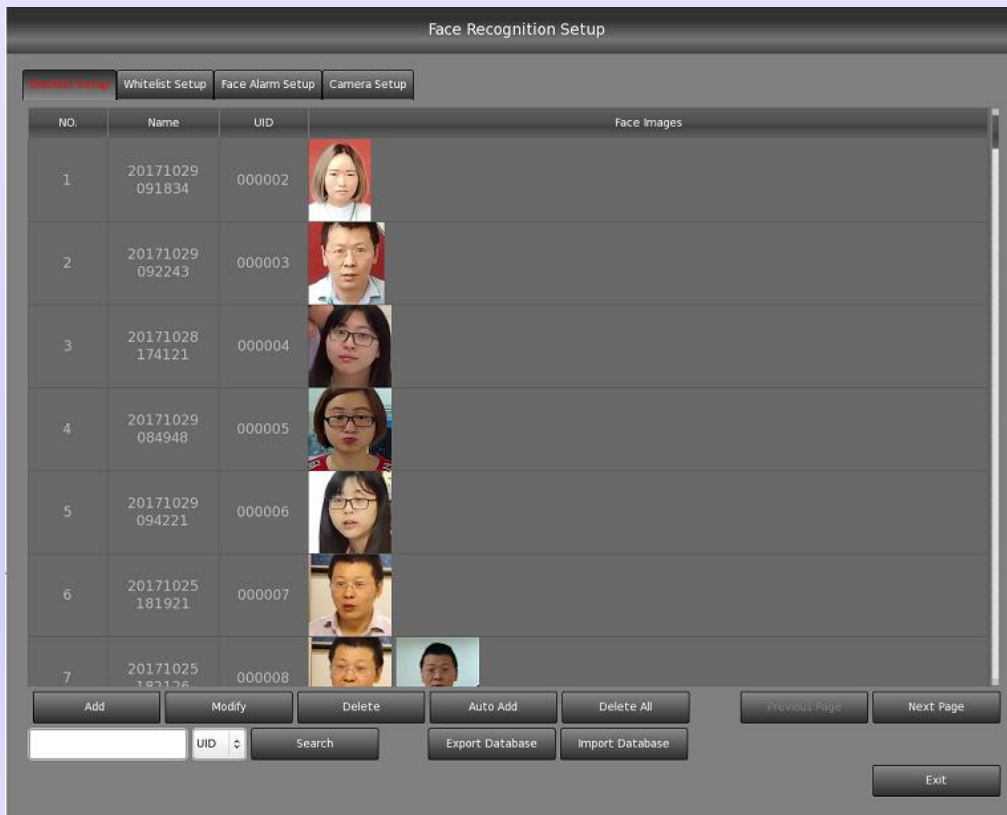 Face Recognition Setup
Blacklist Setup Whitelist Setup Face Alarm Setup Camera Setup
NO. Name UID Face Images
1 20171029 000002
091834
2 20171029 000003
092243
3 20171028 000004
174121
4 20171029 000005
084948
5 20171029 000006
094221
6 20171025 000007
181921
7 20171025 000008
182126
Add Modify Delete Auto Add Delete All Previous Page Next Page
UID Search Export Database Import Database
Exit